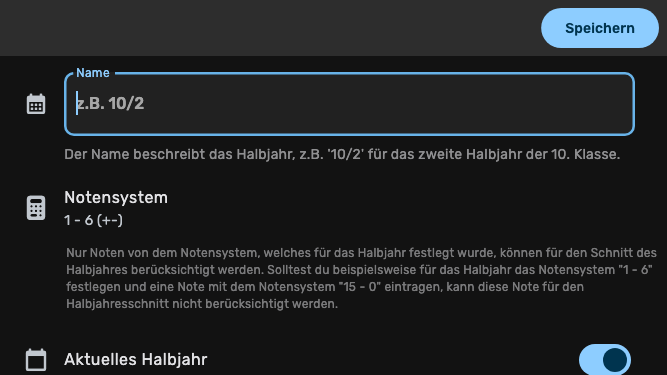 Speichern
Name
z.B. 10/2
Der Name beschreibt das Halbjahr, z.B. '10/2' für das zweite Halbjahr der 10. Klasse.
Notensystem
1 - 6 (+-)
Nur Noten von dem Notensystem, welches für das Halbjahr festlegt wurde, können für den Schnitt des
Halbjahres berücksichtigt werden. Solltest du beispielsweise für das Halbjahr das Notensystem "1 - 6"
festlegen und eine Note mit dem Notensystem "15 - 0" eintragen, kann diese Note für den
Halbjahresschnitt nicht berücksichtigt werden.
Aktuelles Halbjahr